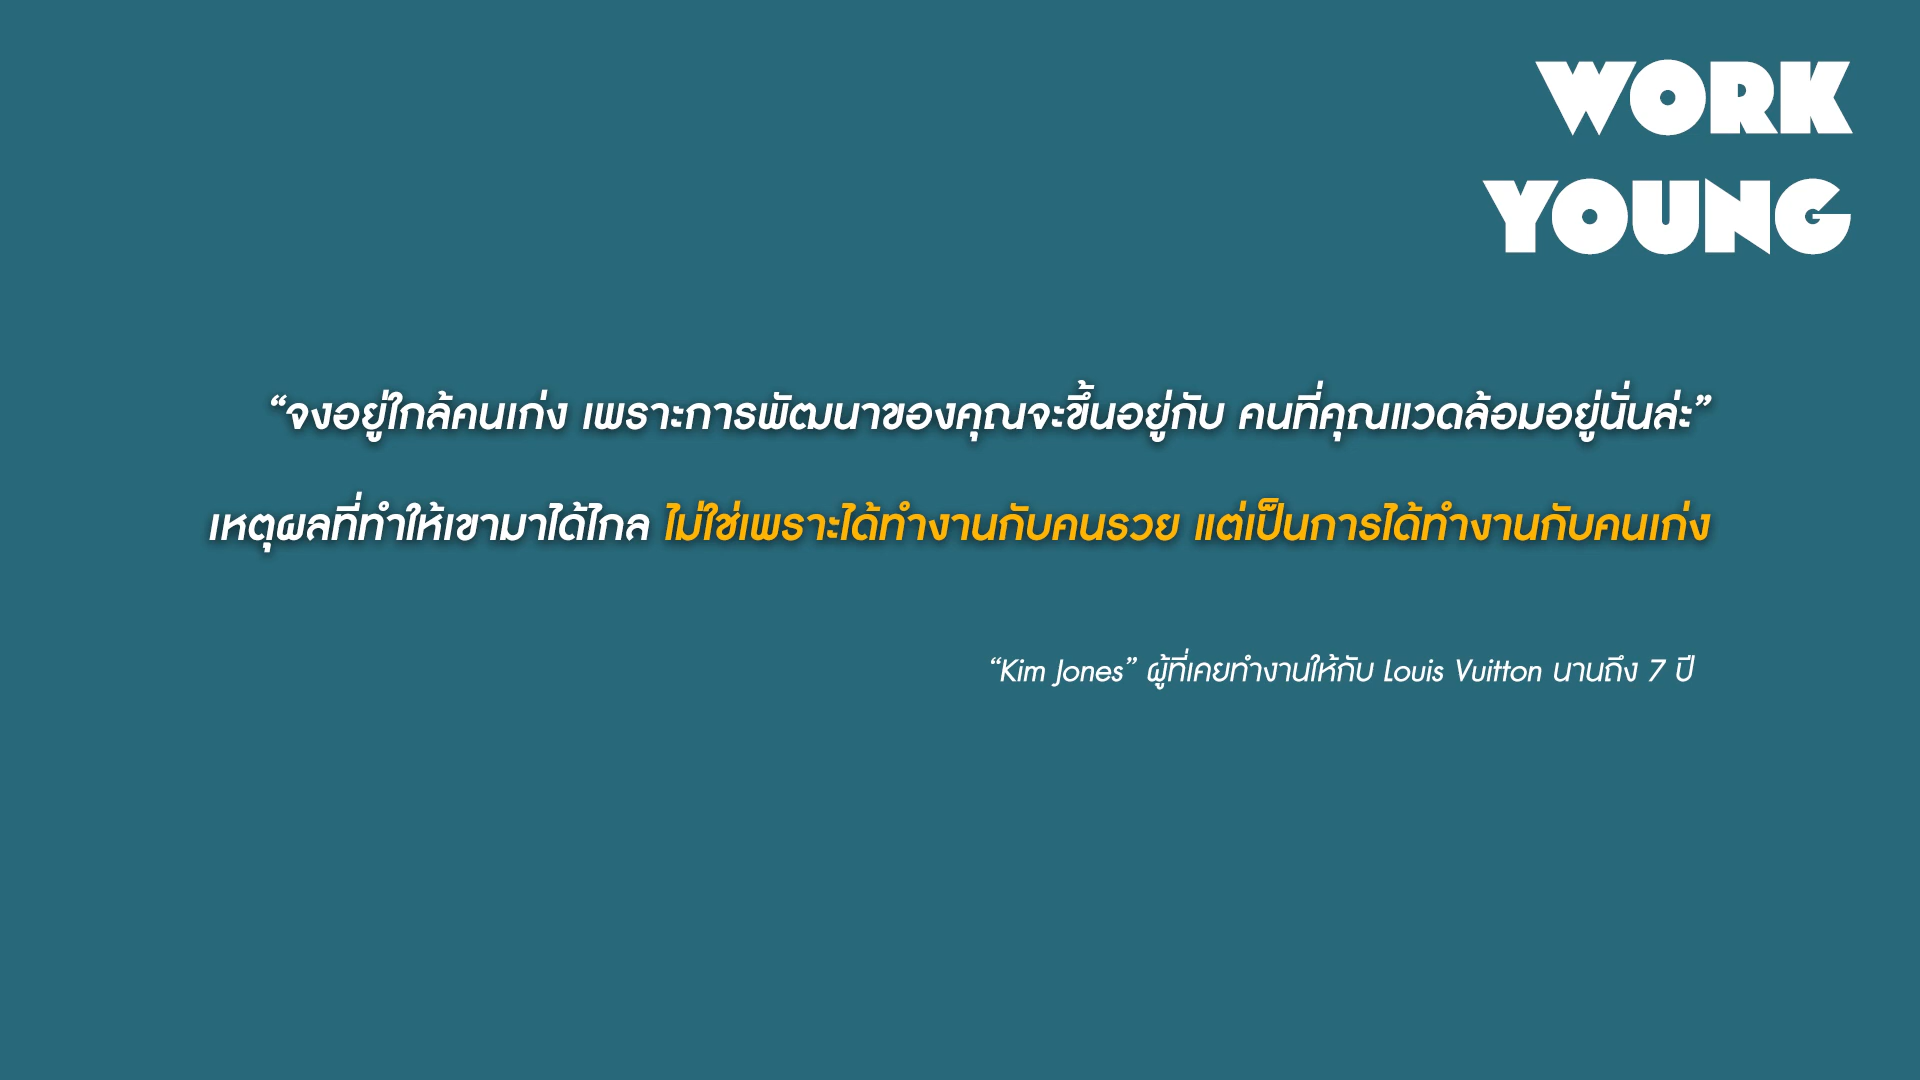 WORK
YOUNG
“จงอยู่ใกล้คนเก่ง เพราะการพัฒนาของคุณจะขึ้นอยู่กับ คนที่คุณแวดล้อมอยู่นั่นล่ะ”
เหตุผลที่ทำให้เขามาได้ไกล ไม่ใช่เพราะได้ทำงานกับคนรวย แต่เป็นการได้ทำงานกับคนเก่ง
“Kim Jones” ผู้ที่เคยทำงานให้กับ Louis Vuitton นานถึง 7 ปี